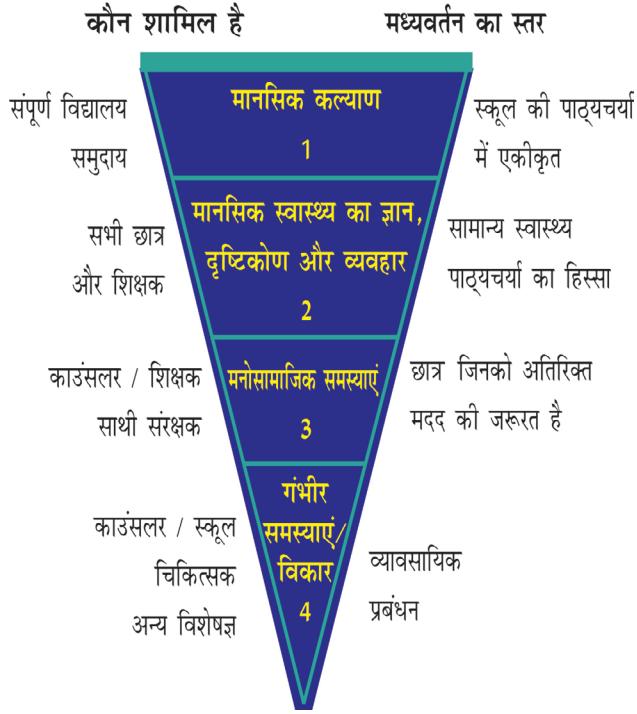 कौन शामिल है
मध्यवर्तन का स्तर
संपूर्ण विद्यालय
समुदाय
मानसिक कल्याण
1
स्कूल की पाठ्यचर्या
में एकीकृत
सभी छात्र
और शिक्षक
मानसिक स्वास्थ्य का ज्ञान,
दृष्टिकोण और व्यवहार
2
सामान्य स्वास्थ्य
पाठ्यचर्या का हिस्सा
काउंसलर / शिक्षक
साथी संरक्षक
मनोसामाजिक समस्याएं
3
छात्र जिनको अतिरिक्त
मदद की जरूरत है
काउंसलर / स्कूल
चिकित्सक
अन्य विशेषज्ञ
गंभीर
समस्याएं/
विकार
4
व्यावसायिक
प्रबंधन